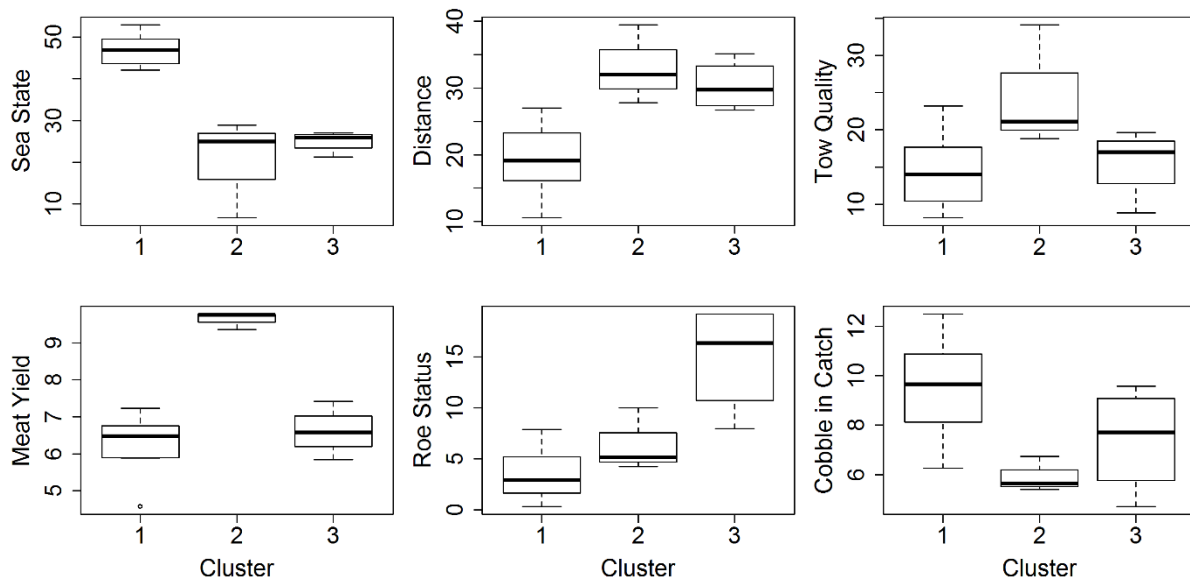 Sea State
50
30
10
1 2 3
Distance
40
30
20
10
1 2 3
Tow Quality
30
20
10
1 2 3
Meat Yield
9
8
7
6
5
1 2 3
Cluster
Roe Status
15
10
5
0
1 2 3
Cluster
Cobble in Catch
12
10
8
6
1 2 3
Cluster